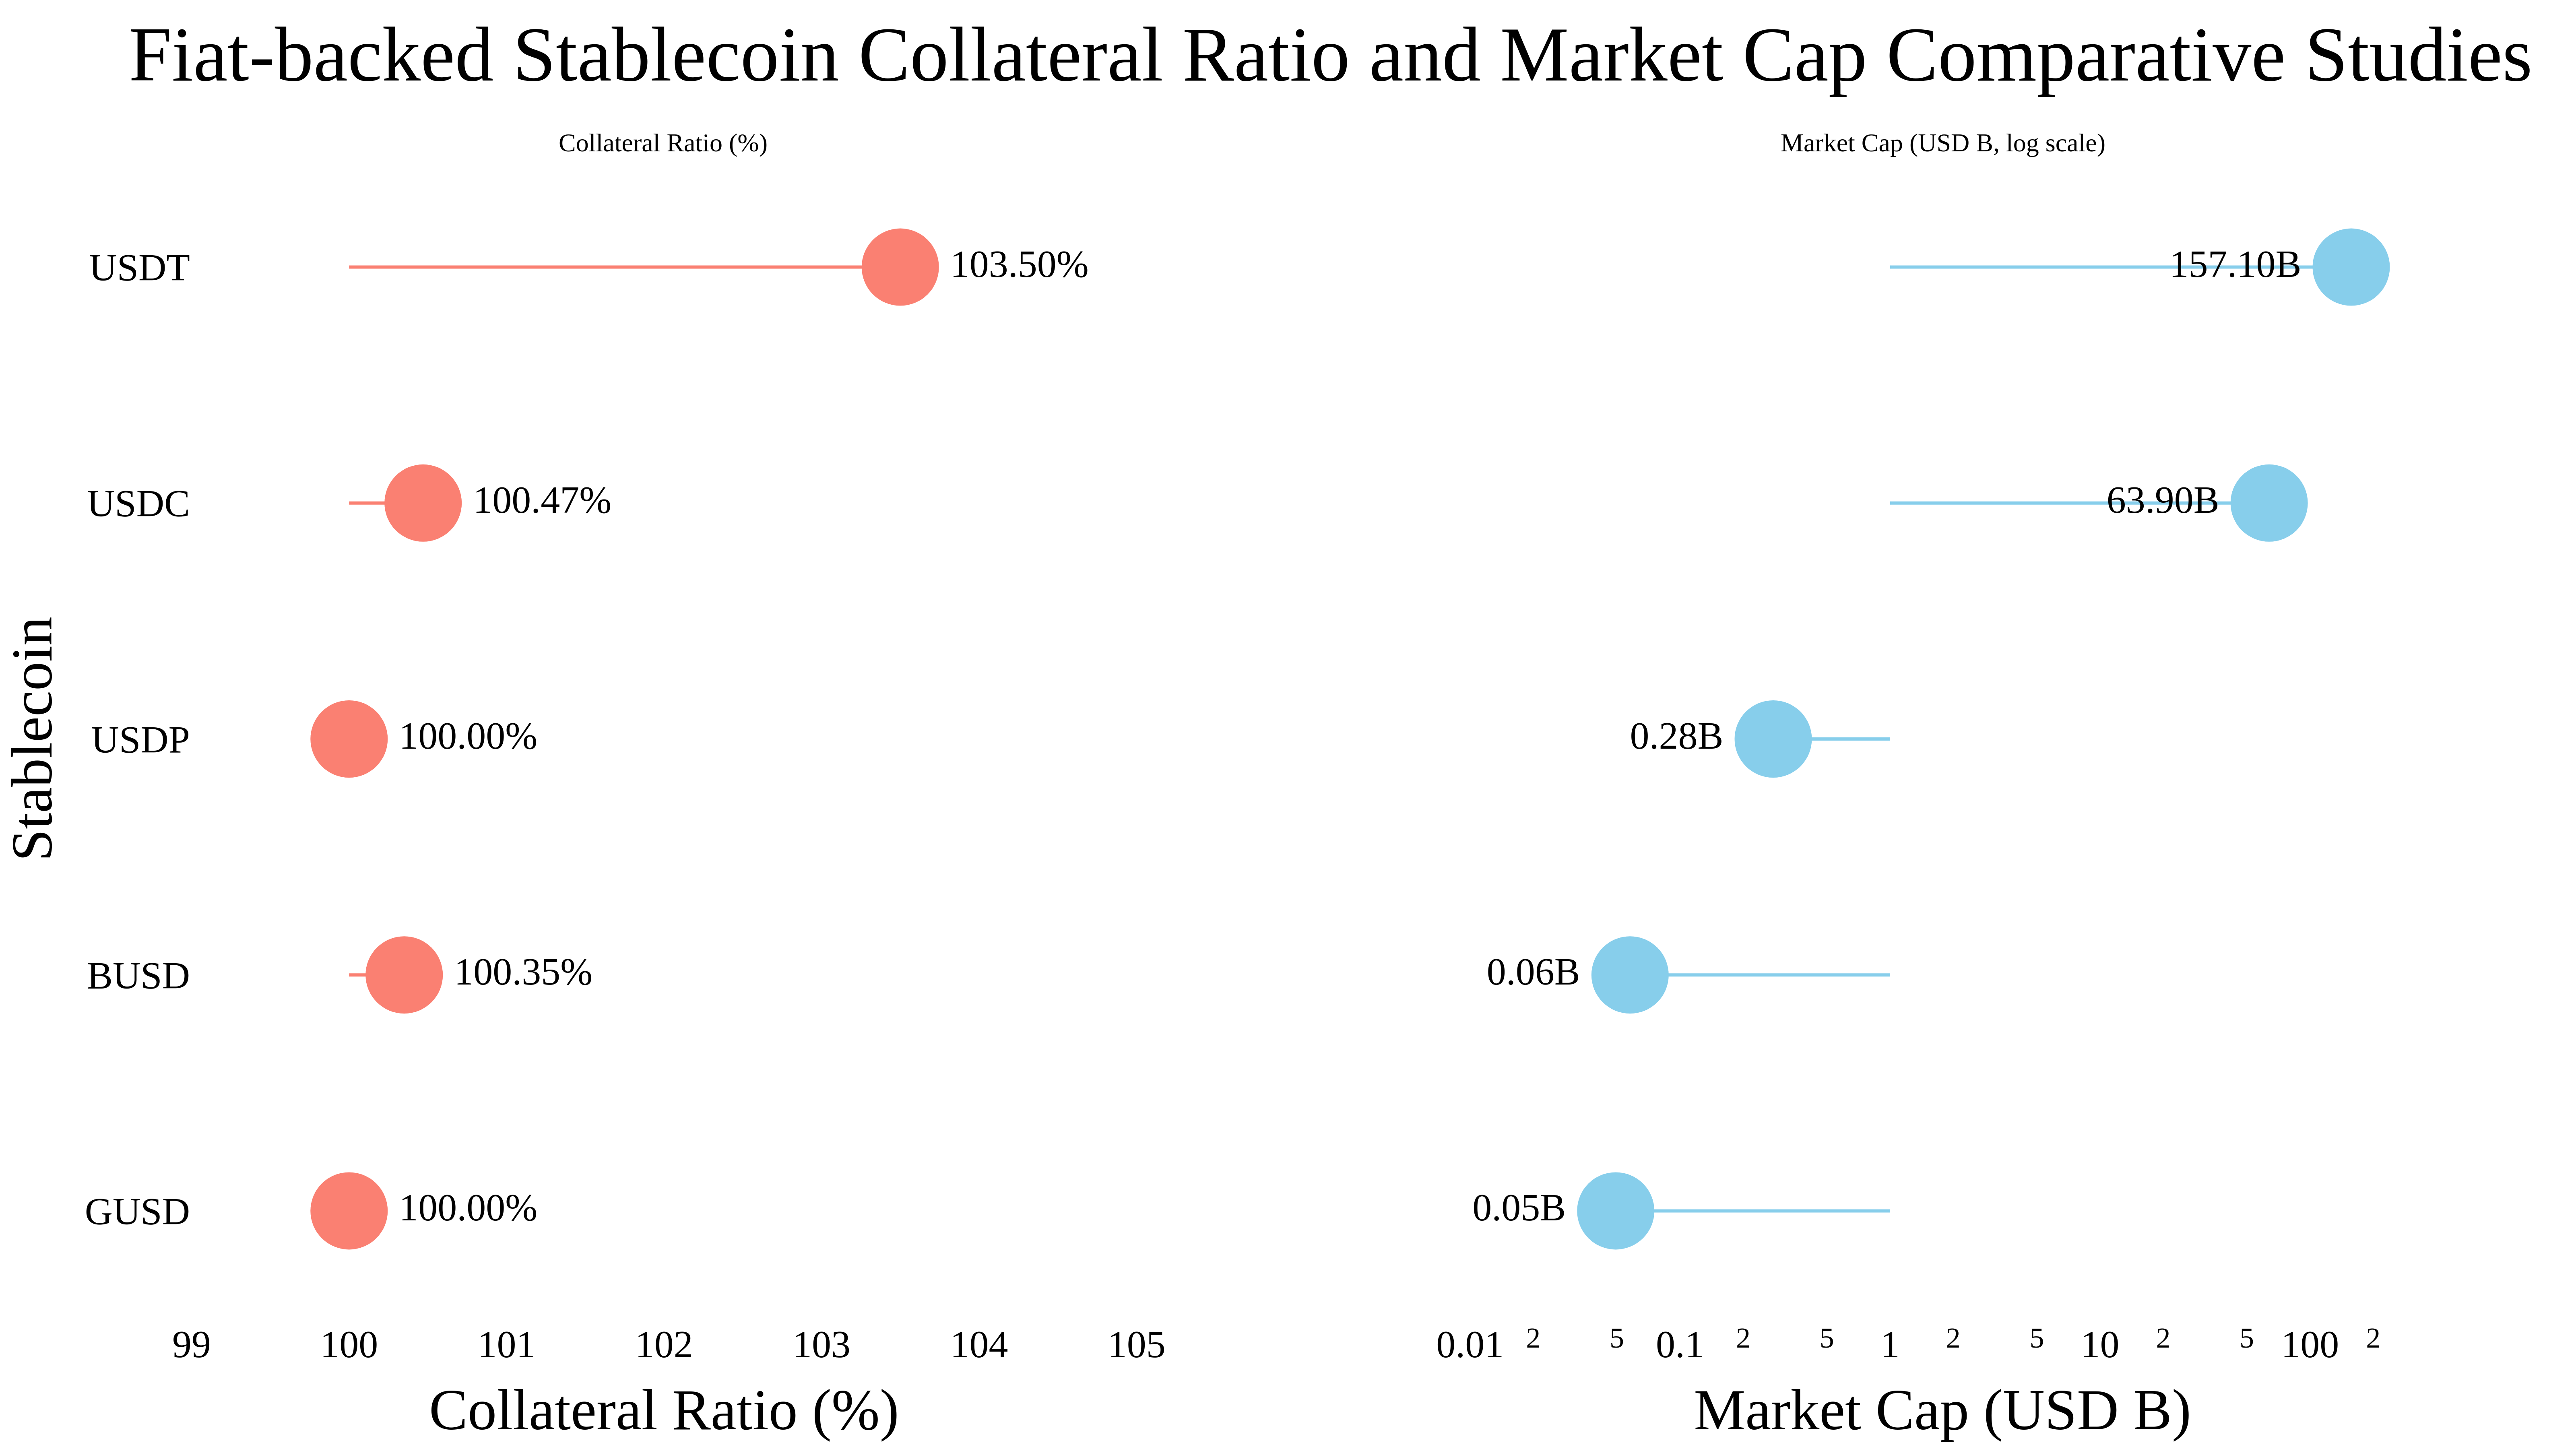 Fiat-backed Stablecoin Collateral Ratio and Market Cap Comparative Studies
Collateral Ratio (%)
Market Cap (USD B, log scale)
Stablecoin
USDT
103.50%
157.10B
USDC
100.47%
63.90B
USDP
100.00%
0.28B
BUSD
100.35%
0.06B
GUSD
100.00%
0.05B
99 100 101 102 103 104 105
0.01 2 5 0.1 2 5 1 2 5 10 2 5 100 2
Collateral Ratio (%)
Market Cap (USD B)